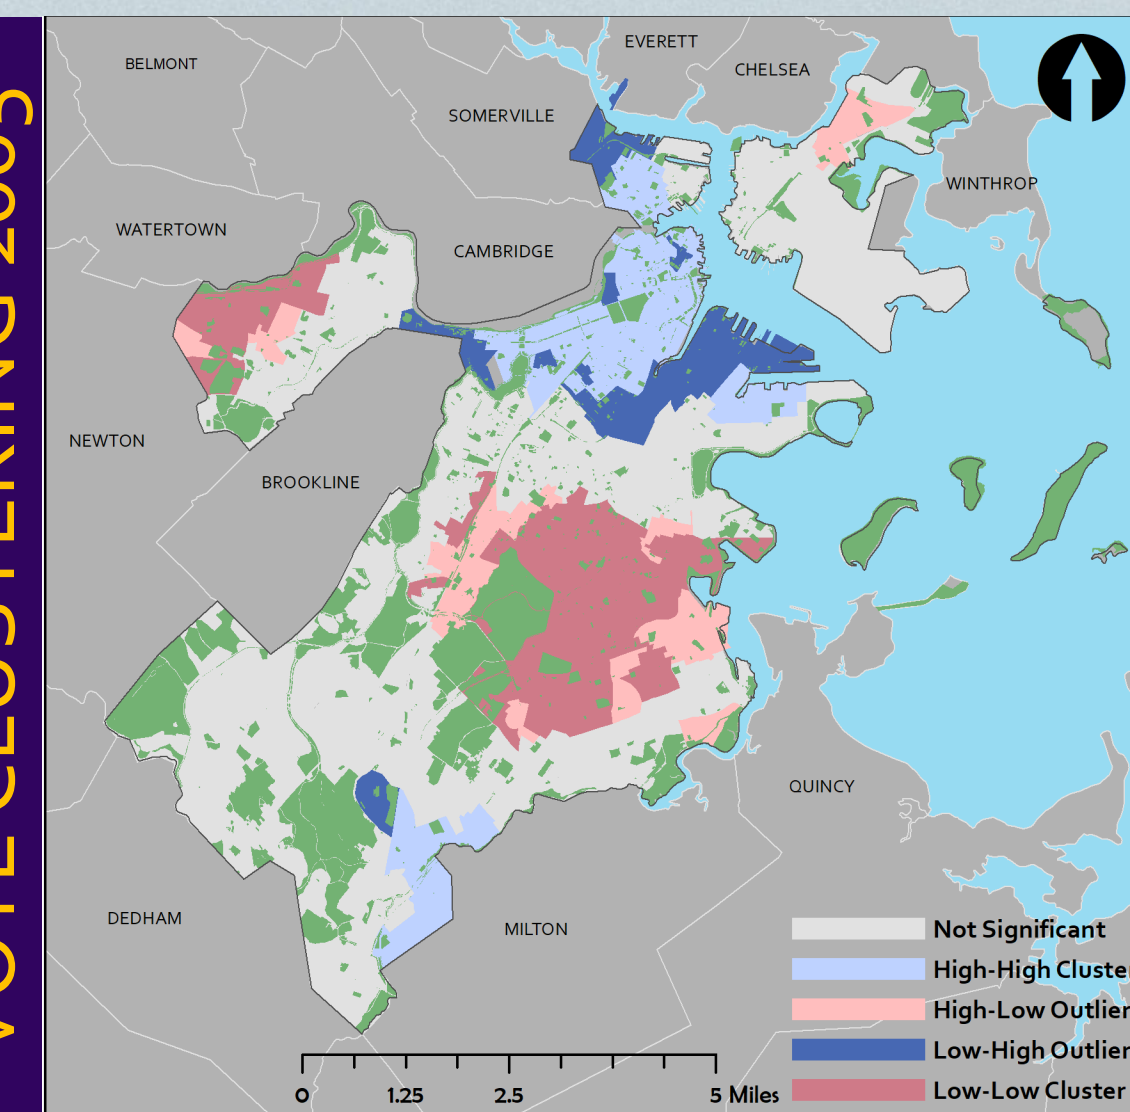 EVERETT
BELMONT
CHELSEA
SOMERVILLE
WINTHROP
WATERTOWN
CAMBRIDGE
NEWTON
BROOKLINE
QUINCY
DEDHAM
MILTON
Not Significant
High-High Cluste
High-Low Outlier
Low-High Outlier
Low-Low Cluster
0 1.25 2.5 5 Miles